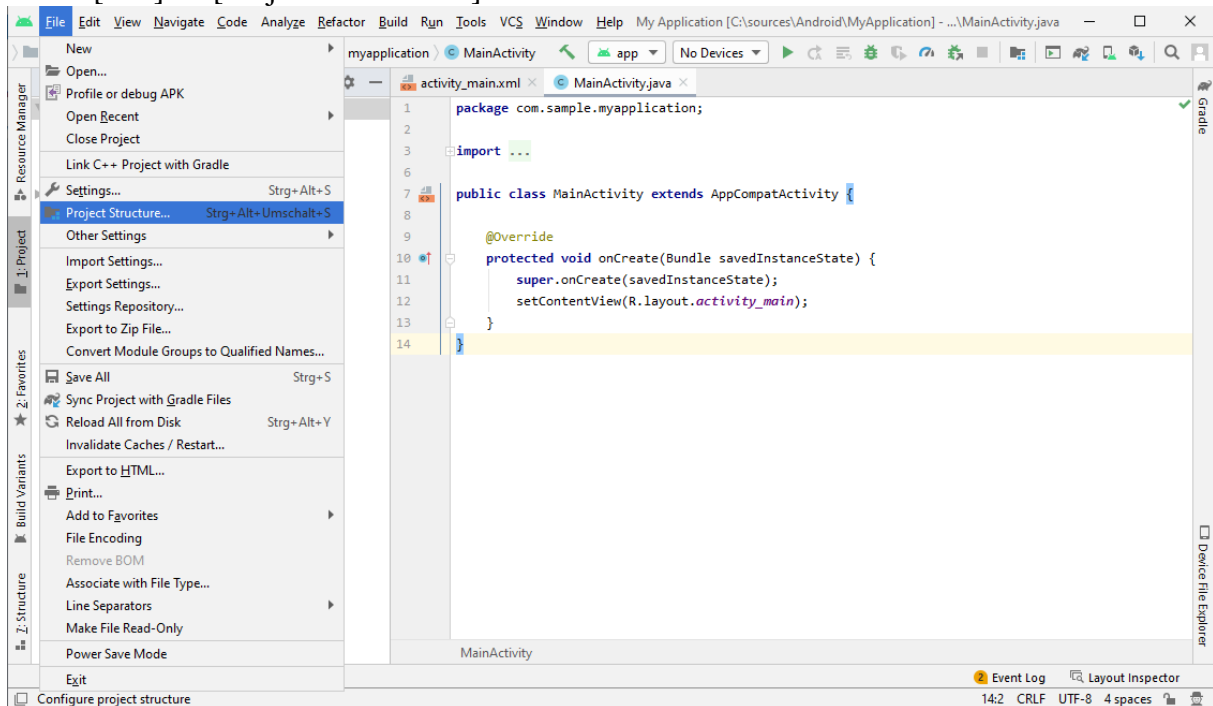 File Edit View Navigate Code Analyze Refactor Build Run Tools VCS Window Help My Application [C:\sources\Android\MyApplication] - ...\MainActivity.java
myapplication MainActivity app No Devices
activity_main.xml MainActivity.java
New
Open...
Profile or debug APK
Open Recent
Close Project
Link C++ Project with Gradle
Settings... Strg+Alt+S
Project Structure... Strg+Alt+Umschalt+S
Other Settings
Import Settings...
Export Settings...
Settings Repository...
Export to Zip File...
Convert Module Groups to Qualified Names...
Save All Strg+S
Sync Project with Gradle Files
Reload All from Disk Strg+Alt+Y
Invalidate Caches / Restart...
Export to HTML...
Print...
Add to Favorites
File Encoding
Remove BOM
Associate with File Type...
Line Separators
Make File Read-Only
Power Save Mode
Exit
Resource Manager
1: Project
2: Favorites
Build Variants
Z: Structure
1 package com.sample.myapplication;
2
3 import ...
6
7 public class MainActivity extends AppCompatActivity {
8
9 @Override
10 protected void onCreate(Bundle savedInstanceState) {
11 super.onCreate(savedInstanceState);
12 setContentView(R.layout.activity_main);
13 }
14 }
MainActivity
Gradle
Device File Explorer
2 Event Log Layout Inspector
Configure project structure 14:2 CRLF UTF-8 4 spaces